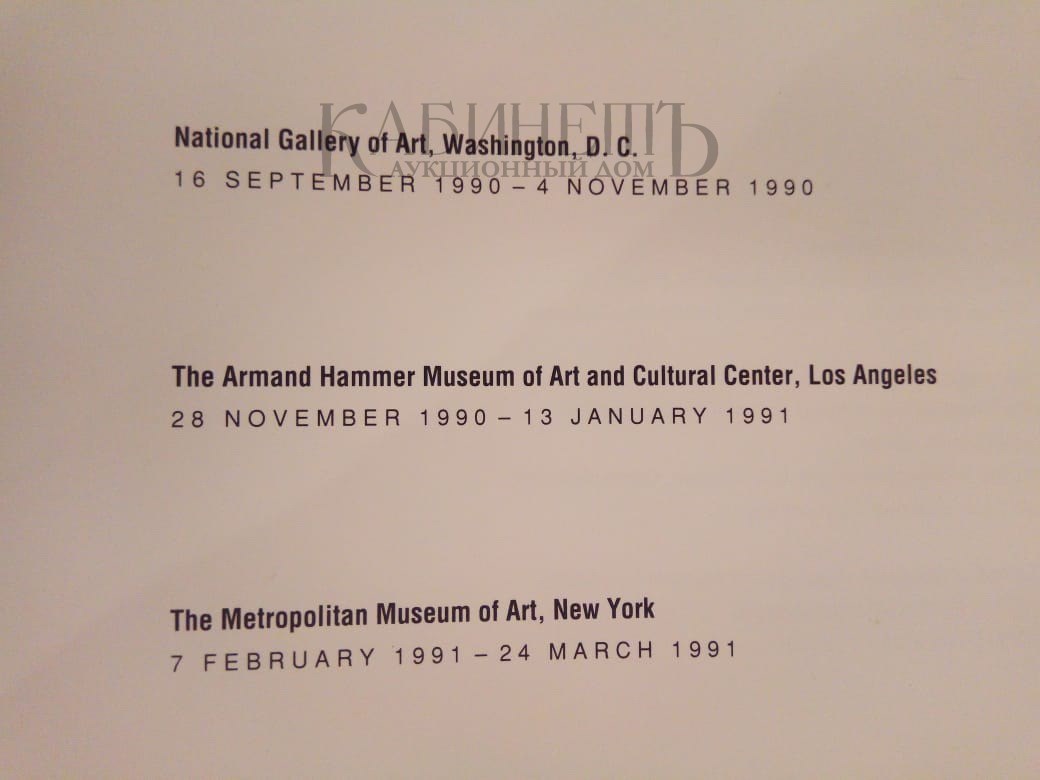 КАБИНЕТЪ
National Gallery of Art, Washington, D. C.
АУКЦИОННЫЙ ДОМ
16 SEPTEMBER 1990 – 4 NOVEMBER 1990
The Armand Hammer Museum of Art and Cultural Center, Los Angeles
28 NOVEMBER 1990 – 13 JANUARY 1991
The Metropolitan Museum of Art, New York
7 FEBRUARY 1991 – 24 MARCH 1991